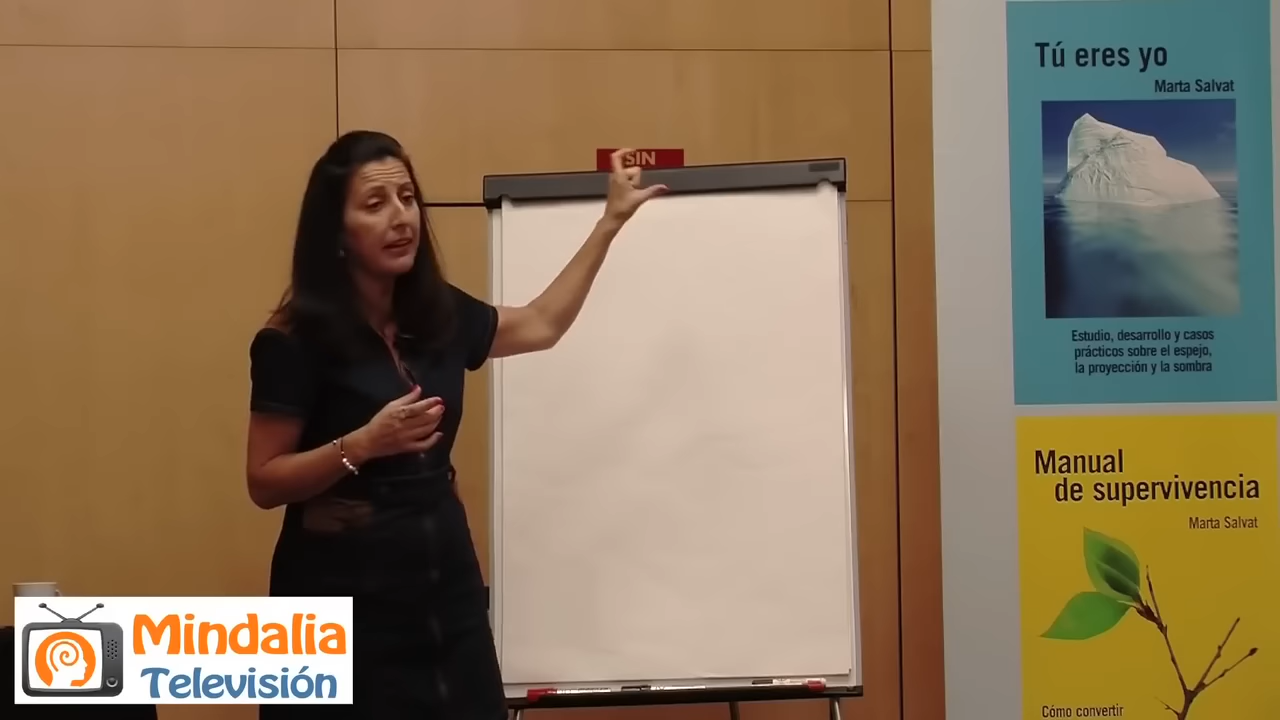 SIN
Tú eres yo
Marta Salvat
Estudio, desarrollo y casos
prácticos sobre el espejo,
la proyección y la sombra
Manual
de supervivencia
Marta Salvat
Cómo convertir
Mindalia
Televisión